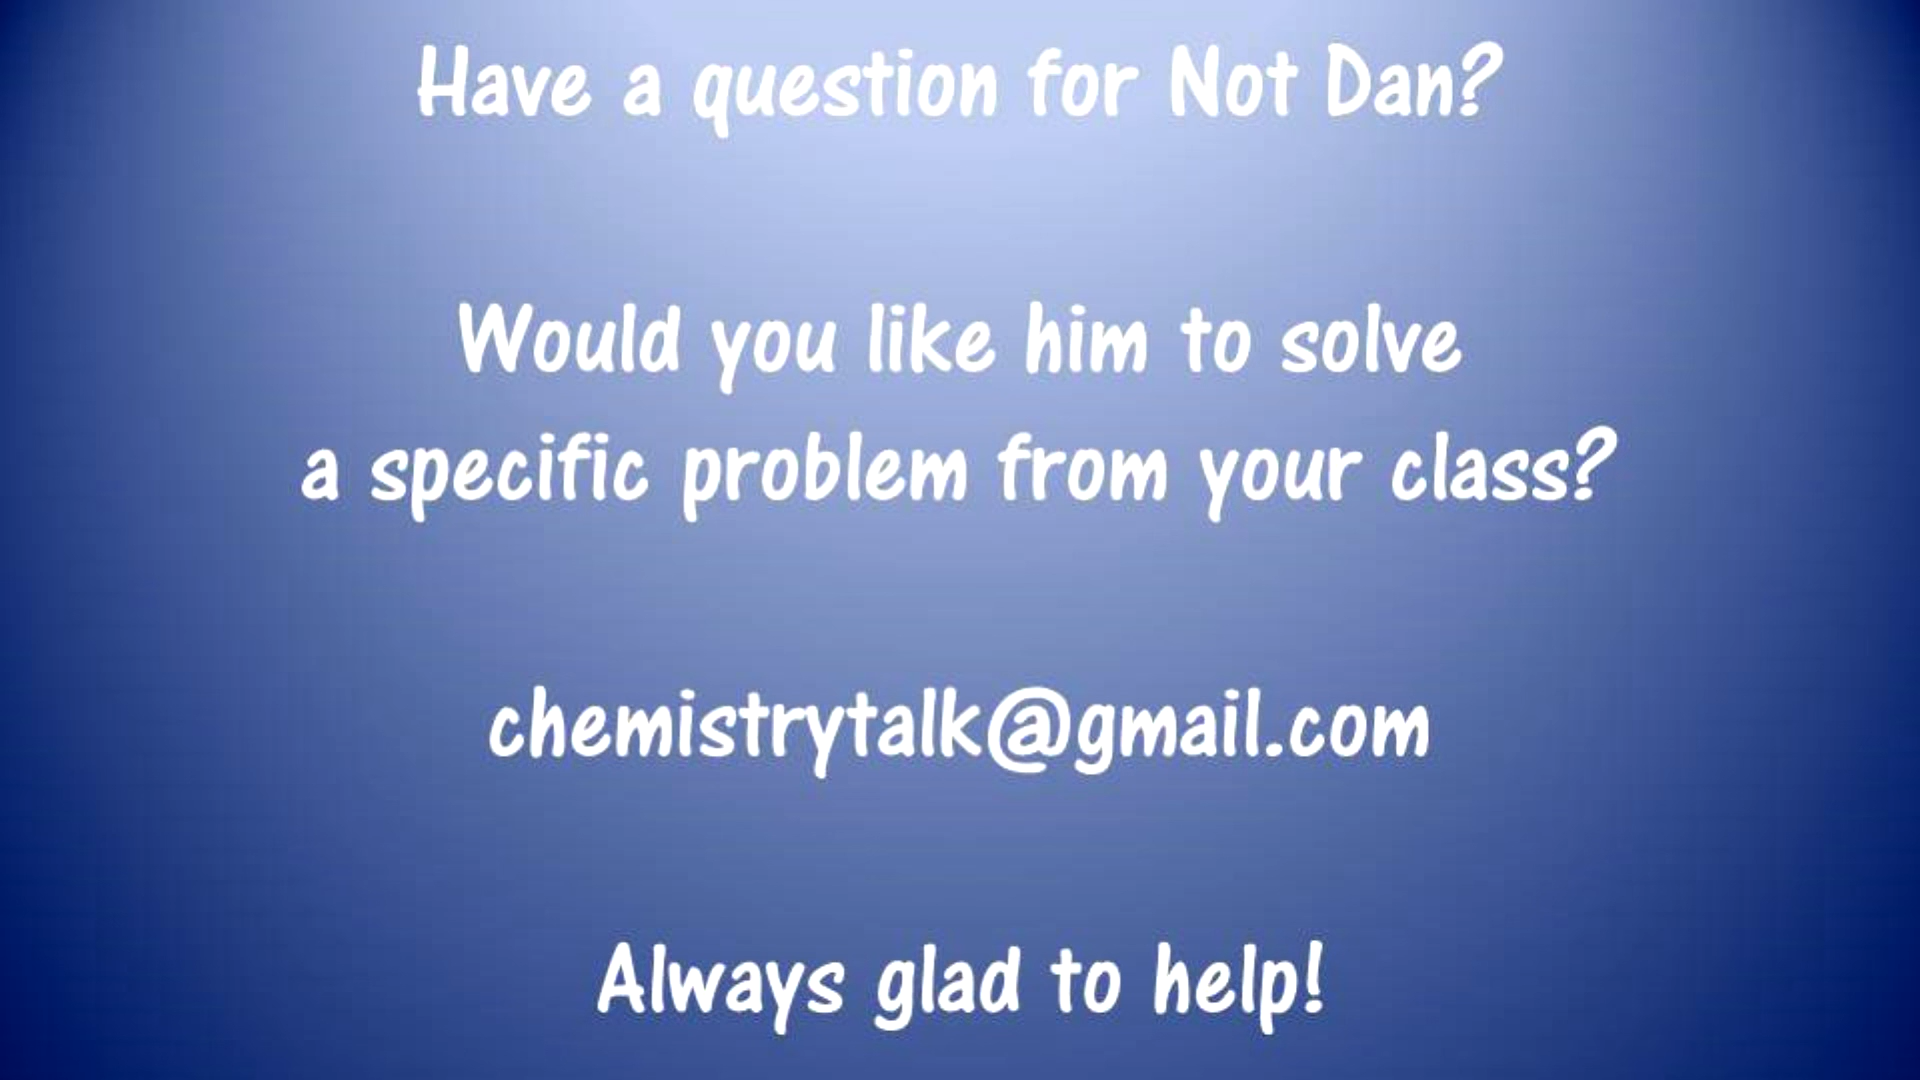 Have a question for Not Dan?
Would you like him to solve
a specific problem from your class?
chemistrytalk@gmail.com
Always glad to help!